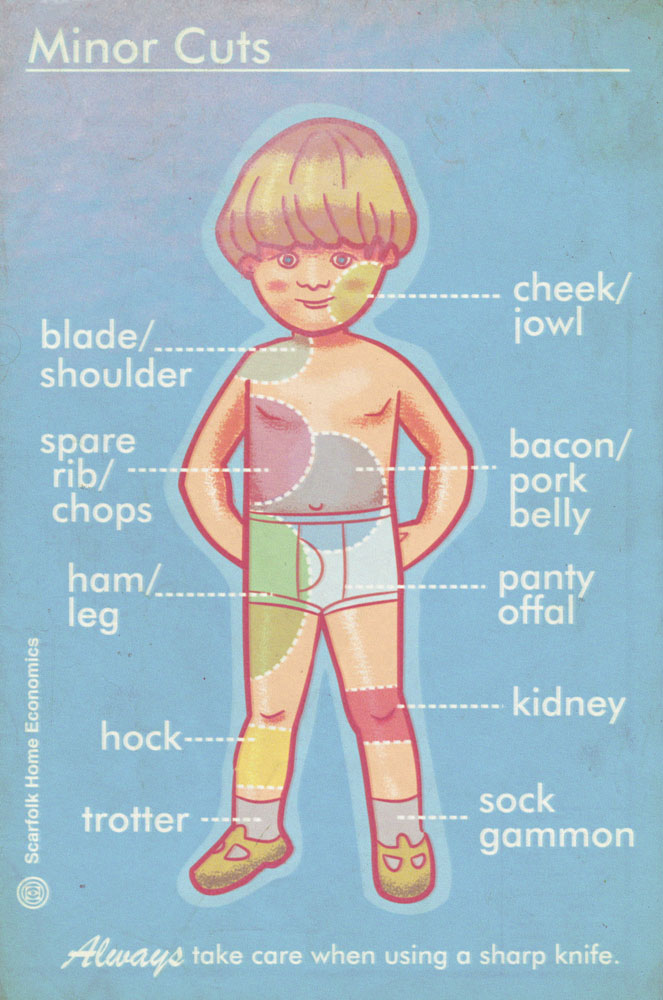 Minor Cuts
cheek/
jowl
blade/
shoulder
spare
rib/
chops
bacon/
pork
belly
ham/
leg
panty
offal
kidney
hock
sock
gammon
trotter
Scarfolk Home Economics
Always take care when using a sharp knife.